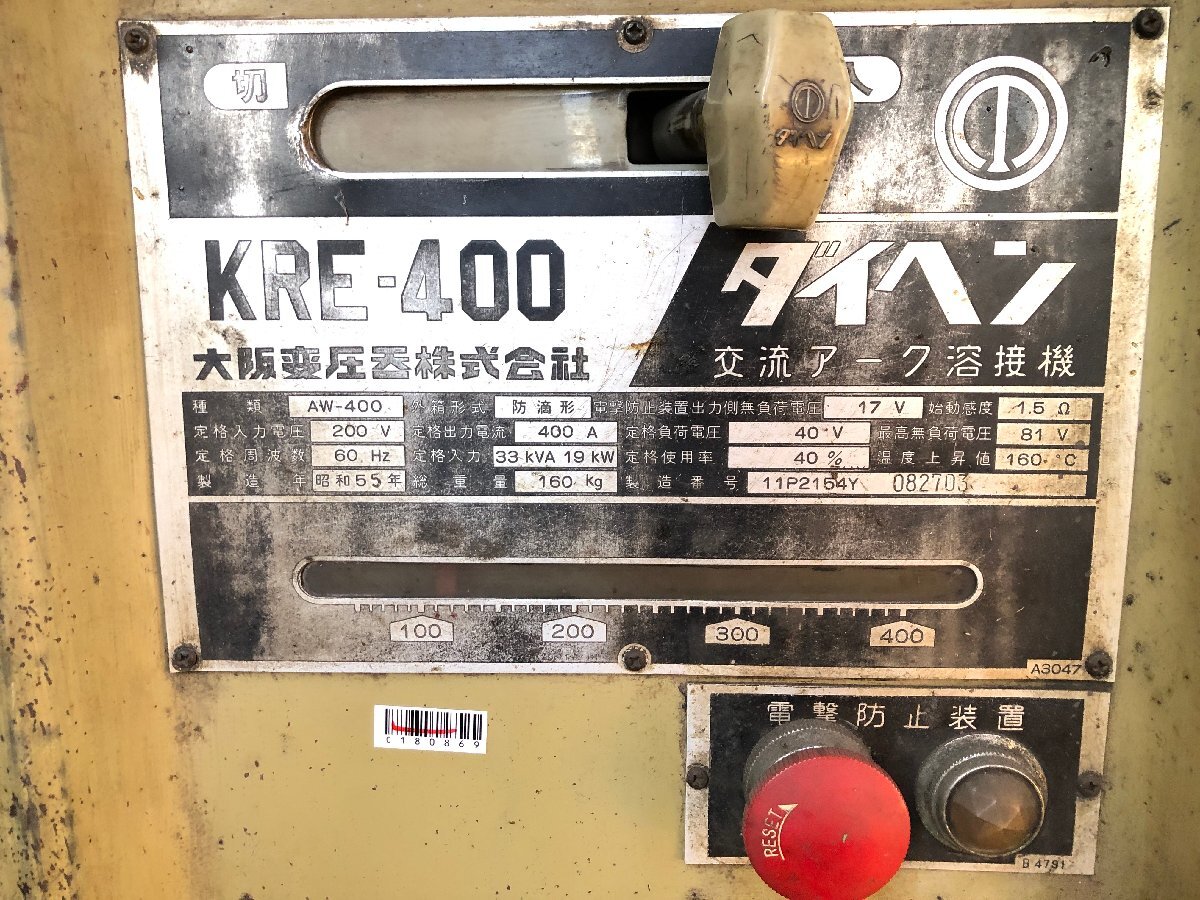 切
ダイヘン
KRE-400
ダイヘン
大阪変圧器株式会社
交流アーク溶接機
種類 AW-400 外箱形式 防滴形 電撃防止装置出力側無負荷電圧 17 V 始動感度 1.5 Ω
定格入力電圧 200 V 定格出力電流 400 A 定格負荷電圧 40 V 最高無負荷電圧 81 V
定格周波数 60 Hz 定格入力 33 kVA 19 kW 定格使用率 40 % 温度上昇値 160 °C
製造年 昭和55年 総重量 160 kg 製造番号 11P2154Y 082703
100 200 300 400
A3047
電撃防止装置
C180869
RESET
B4791